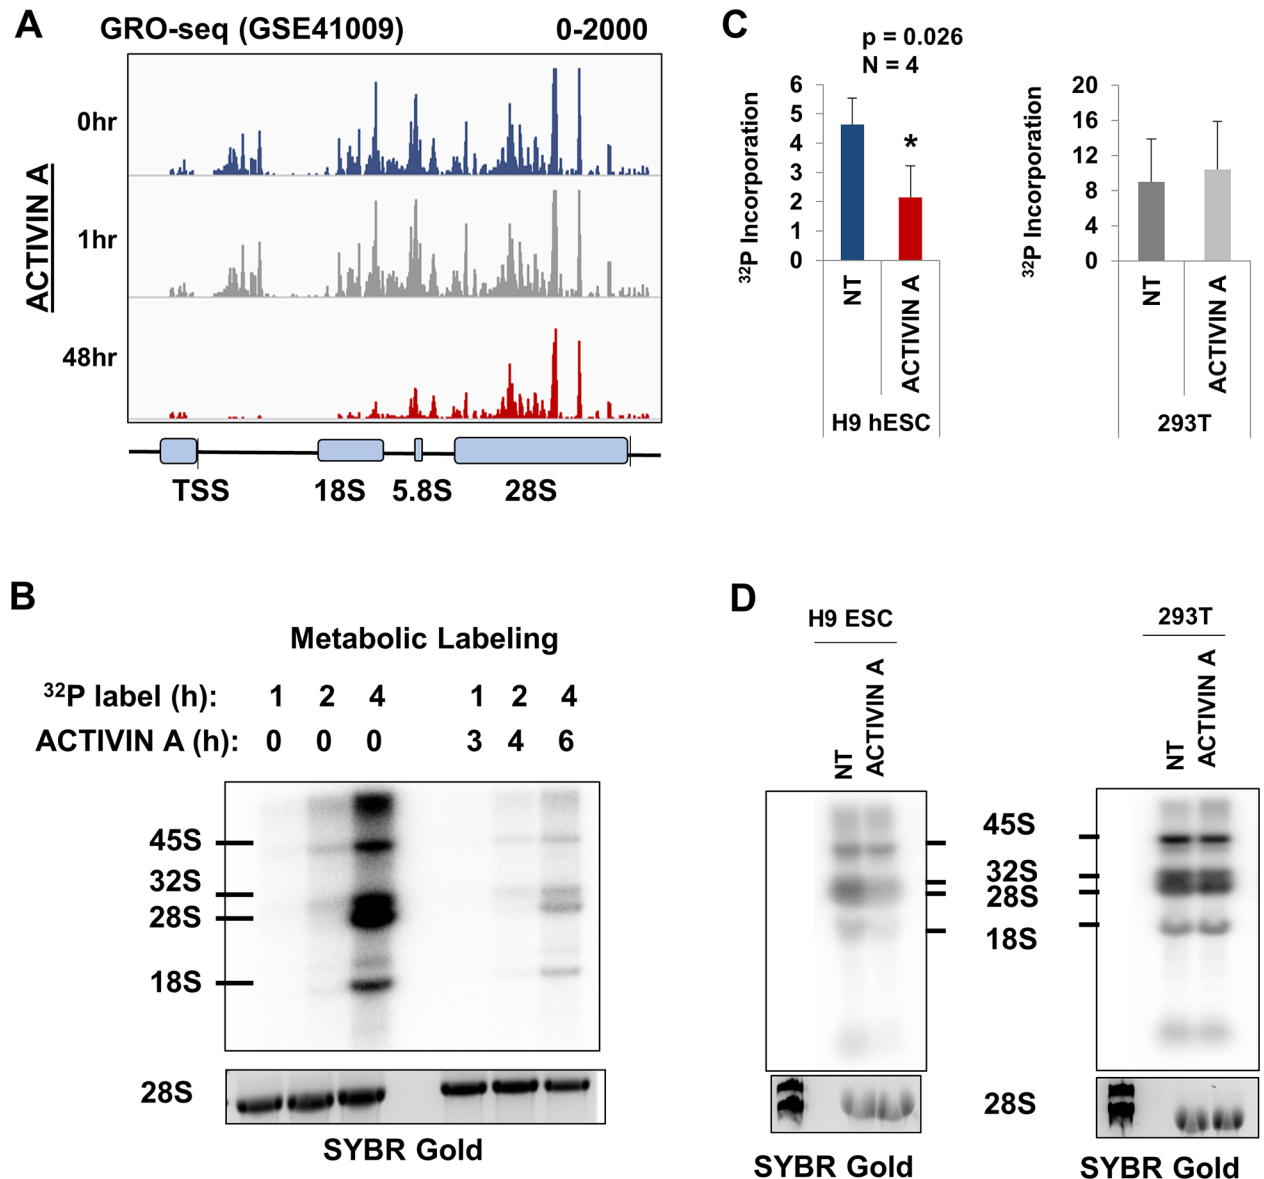 A
GRO-seq (GSE41009) 0-2000
ACTIVIN A
0hr
1hr
48hr
TSS 18S 5.8S 28S
B
Metabolic Labeling
32P label (h): 1 2 4 1 2 4
ACTIVIN A (h): 0 0 0 3 4 6
45S
32S
28S
18S
28S
SYBR Gold
C
p = 0.026
N = 4
32P Incorporation
6
5
4
3
2
1
0
*
NT
ACTIVIN A
H9 hESC
32P Incorporation
20
16
12
8
4
0
NT
ACTIVIN A
293T
D
H9 ESC
NT
ACTIVIN A
293T
NT
ACTIVIN A
45S
32S
28S
18S
28S
SYBR Gold
SYBR Gold